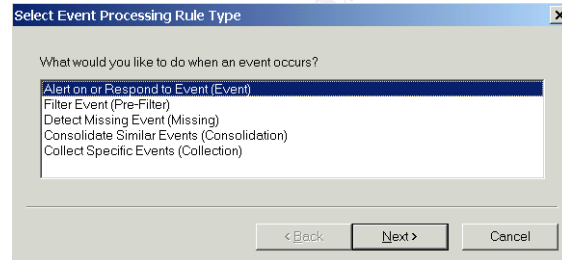 Select Event Processing Rule Type
What would you like to do when an event occurs?
Alert on or Respond to Event (Event)
Filter Event (Pre-Filter)
Detect Missing Event (Missing)
Consolidate Similar Events (Consolidation)
Collect Specific Events (Collection)
< Back
Next >
Cancel